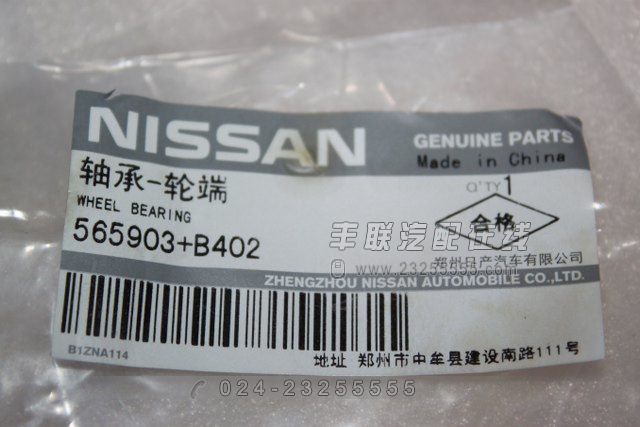 NISSAN
GENUINE PARTS
Made in China
轴承-轮端
WHEEL BEARING
565903+B402
Q'TY 1
合格
丰联汽配在线
www.23255555.com
郑州日产汽车有限公司
ZHENGZHOU NISSAN AUTOMOBILE CO.,LTD.
B1ZNA114
地址 郑州市中牟县建设南路111号
024-23255555